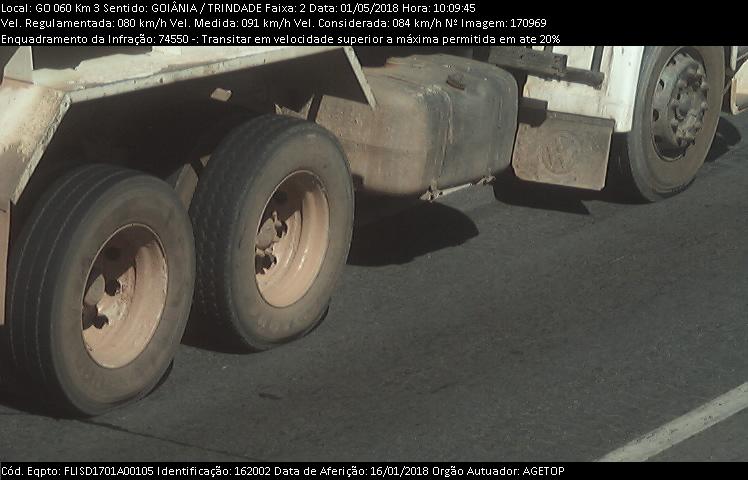 Local: GO 060 Km 3 Sentido: GOIÂNIA / TRINDADE Faixa: 2 Data: 01/05/2018 Hora: 10:09:45
Vel. Regulamentada: 080 km/h Vel. Medida: 091 km/h Vel. Considerada: 084 km/h Nº Imagem: 170969
Enquadramento da Infração: 74550 -: Transitar em velocidade superior a máxima permitida em ate 20%
Cód. Eqpto: FLISD1701A00105 Identificação: 162002 Data de Aferição: 16/01/2018 Orgão Autuador: AGETOP